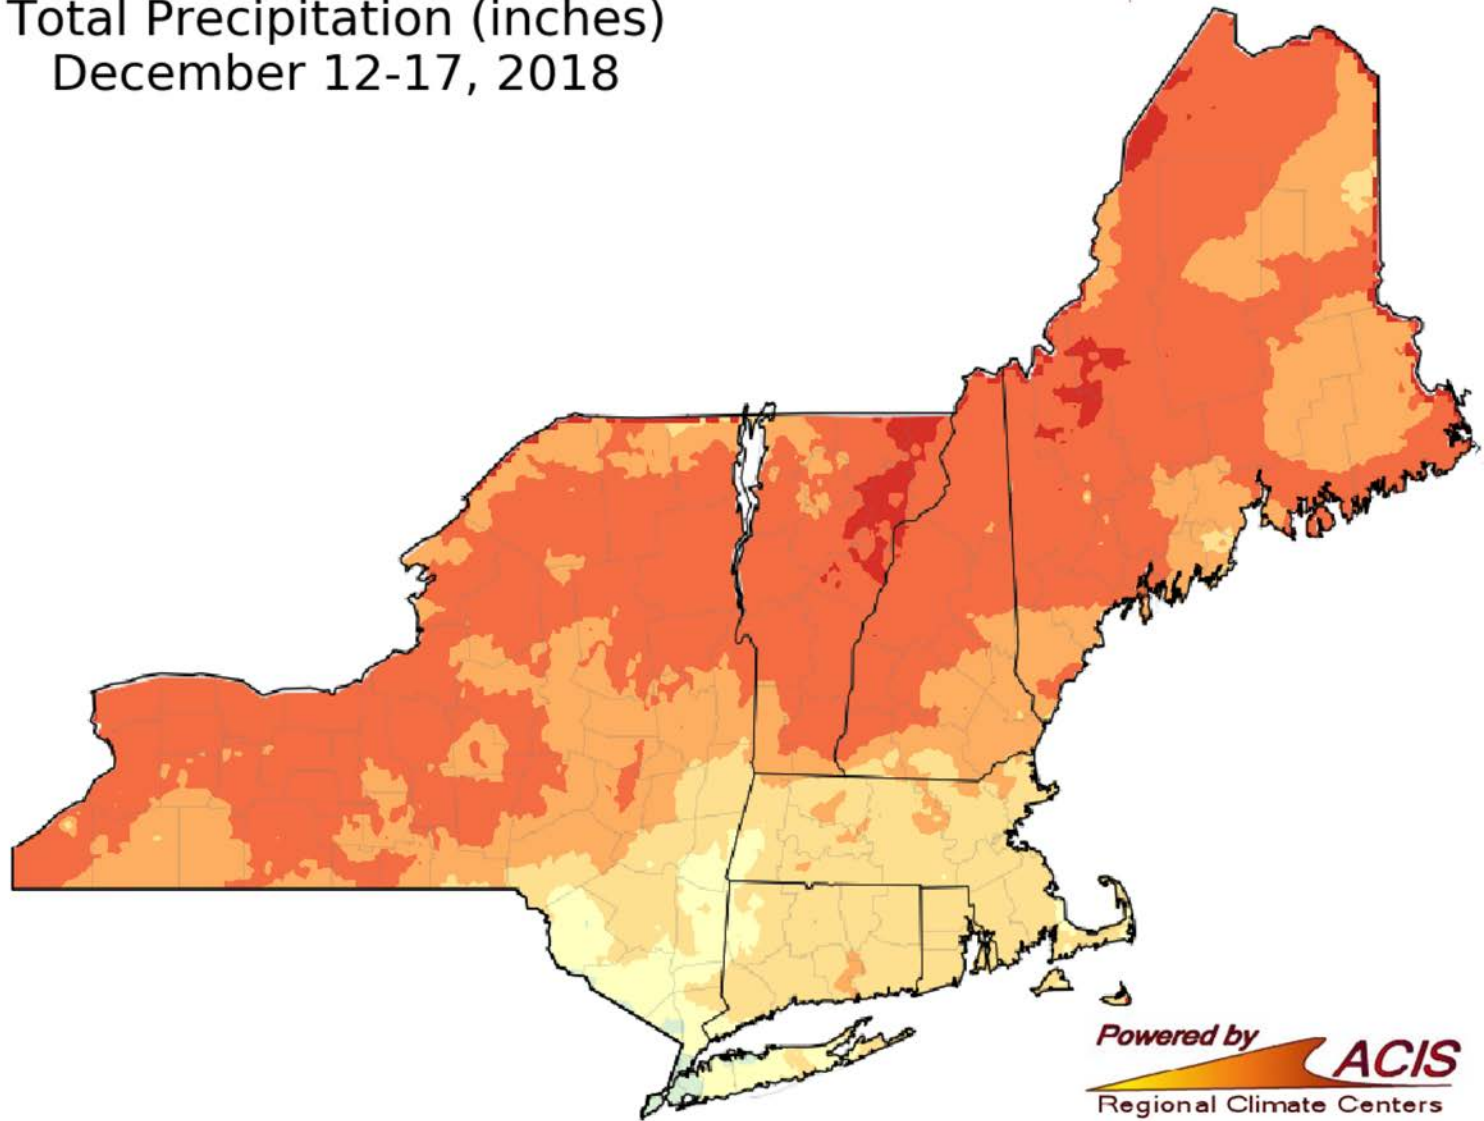 Total Precipitation (inches)
December 12-17, 2018
Powered by
ACIS
Regional Climate Centers